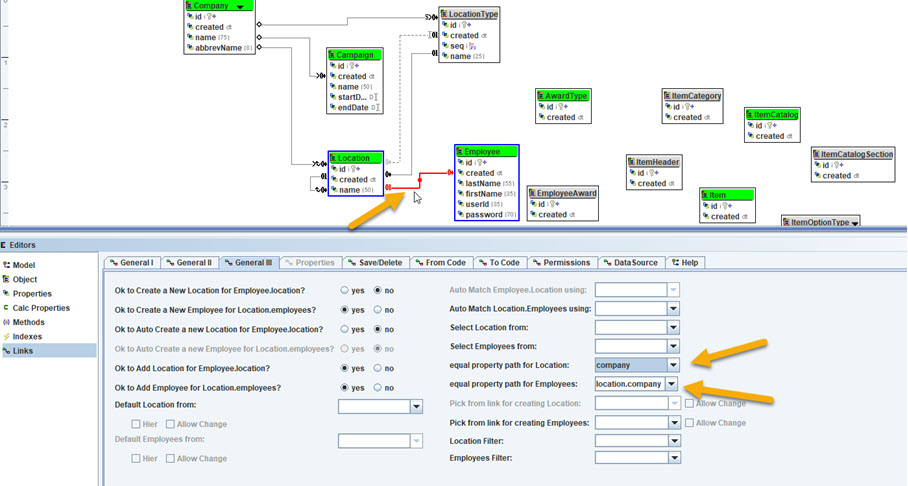 Company
id
created
name (75)
abbrevName (8)
LocationType
id
created dt
seq
name (25)
Campaign
id
created dt
name (50)
startD...
endDate
AwardType
id
created dt
ItemCategory
id
created dt
ItemCatalog
id
created dt
Location
id
created dt
name (50)
Employee
id
created dt
lastName (55)
firstName (35)
userId (35)
password (70)
EmployeeAward
id
created dt
ItemHeader
id
created dt
ItemCatalogSection
id
created dt
Item
id
created dt
ItemOptionType
2
3
Editors
Model
Object
Properties
Calc Properties
Methods
Indexes
Links
General I
General II
General III
Properties
Save/Delete
From Code
To Code
Permissions
DataSource
Help
Ok to Create a New Location for Employee.location? yes no
Ok to Create a New Employee for Location.employees? yes no
Ok to Auto Create a new Location for Employee.location? yes no
Ok to Auto Create a new Employee for Location.employees? yes no
Ok to Add Location for Employee.location? yes no
Ok to Add Employee for Location.employees? yes no
Default Location from:
Hier Allow Change
Default Employees from:
Hier Allow Change
Auto Match Employee.Location using:
Auto Match Location.Employees using:
Select Location from:
Select Employees from:
equal property path for Location: company
equal property path for Employees: location.company
Pick from link for creating Location: Allow Change
Pick from link for creating Employees: Allow Change
Location Filter:
Employees Filter: